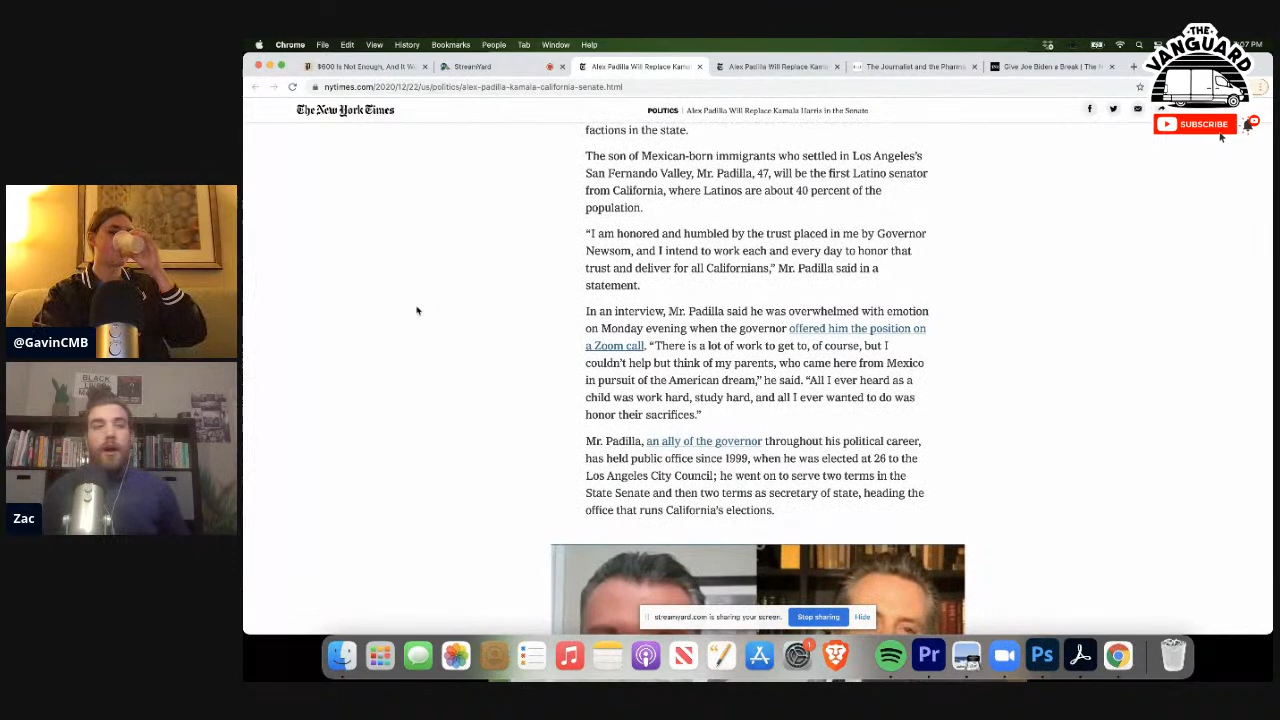 Chrome File Edit View History Bookmarks People Tab Window Help
$600 Is Not Enough, And It W
StreamYard
Alex Padilla Will Replace Kama
Alex Padilla Will Replace Kama
The Journalist and the Pharma
Give Joe Biden a Break | The N
nytimes.com/2020/12/22/us/politics/alex-padilla-kamala-california-senate.html
The New York Times
POLITICS | Alex Padilla Will Replace Kamala Harris in the Senate
THE
VANGUARD
SUBSCRIBE
factions in the state.
The son of Mexican-born immigrants who settled in Los Angeles's
San Fernando Valley, Mr. Padilla, 47, will be the first Latino senator
from California, where Latinos are about 40 percent of the
population.
“I am honored and humbled by the trust placed in me by Governor
Newsom, and I intend to work each and every day to honor that
trust and deliver for all Californians,” Mr. Padilla said in a
statement.
In an interview, Mr. Padilla said he was overwhelmed with emotion
on Monday evening when the governor offered him the position on
a Zoom call. “There is a lot of work to get to, of course, but I
couldn’t help but think of my parents, who came here from Mexico
in pursuit of the American dream,” he said. “All I ever heard as a
child was work hard, study hard, and all I ever wanted to do was
honor their sacrifices.”
Mr. Padilla, an ally of the governor throughout his political career,
has held public office since 1999, when he was elected at 26 to the
Los Angeles City Council; he went on to serve two terms in the
State Senate and then two terms as secretary of state, heading the
office that runs California’s elections.
streamyard.com is sharing your screen.
Stop sharing
Hide
@GavinCMB
BLACK LIVES
Zac
Pr
Ps